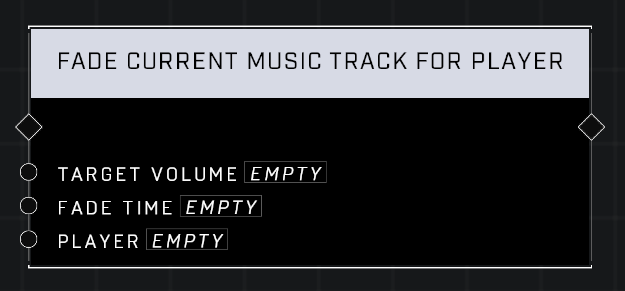 FADE CURRENT MUSIC TRACK FOR PLAYER
TARGET VOLUME EMPTY
FADE TIME EMPTY
PLAYER EMPTY